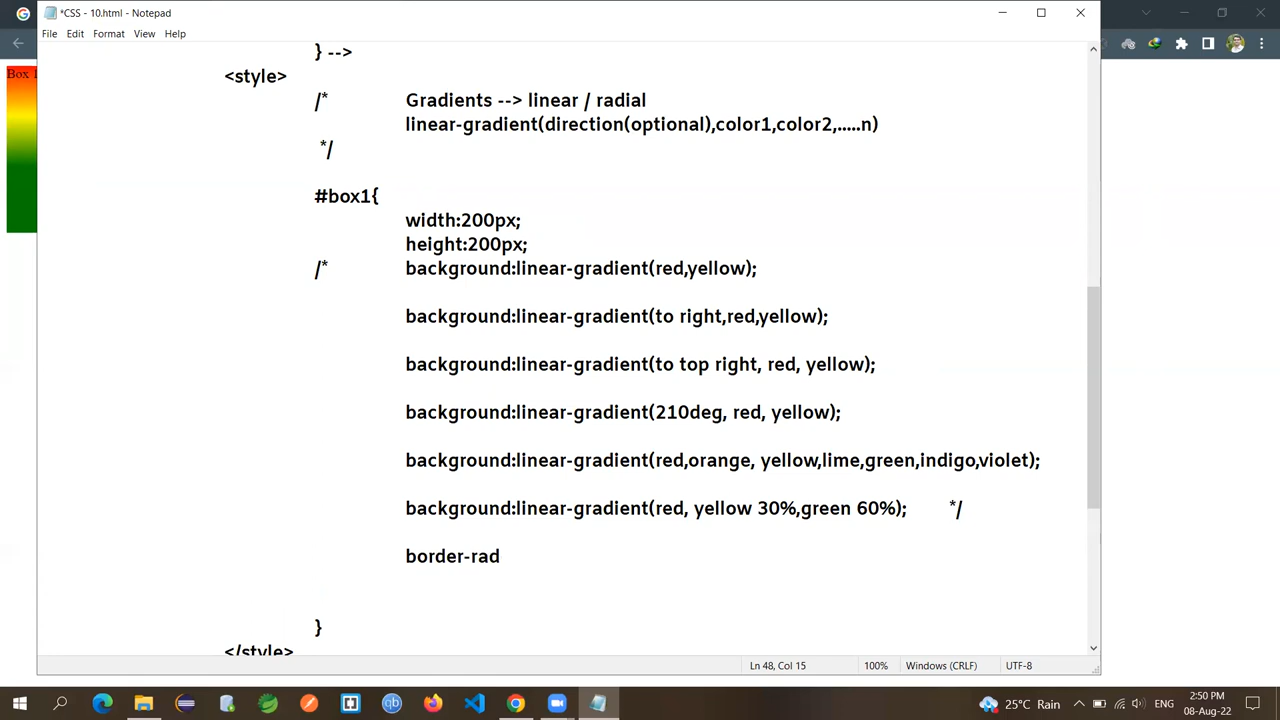 *CSS - 10.html - Notepad
File Edit Format View Help
Box 1
} -->
<style>
/* Gradients --> linear / radial
linear-gradient(direction(optional),color1,color2,.....n)
*/
#box1{
width:200px;
height:200px;
/* background:linear-gradient(red,yellow);
background:linear-gradient(to right,red,yellow);
background:linear-gradient(to top right, red, yellow);
background:linear-gradient(210deg, red, yellow);
background:linear-gradient(red,orange, yellow,lime,green,indigo,violet);
background:linear-gradient(red, yellow 30%,green 60%); */
border-rad
}
</style>
Ln 48, Col 15 100% Windows (CRLF) UTF-8
25°C Rain ENG 2:50 PM
08-Aug-22